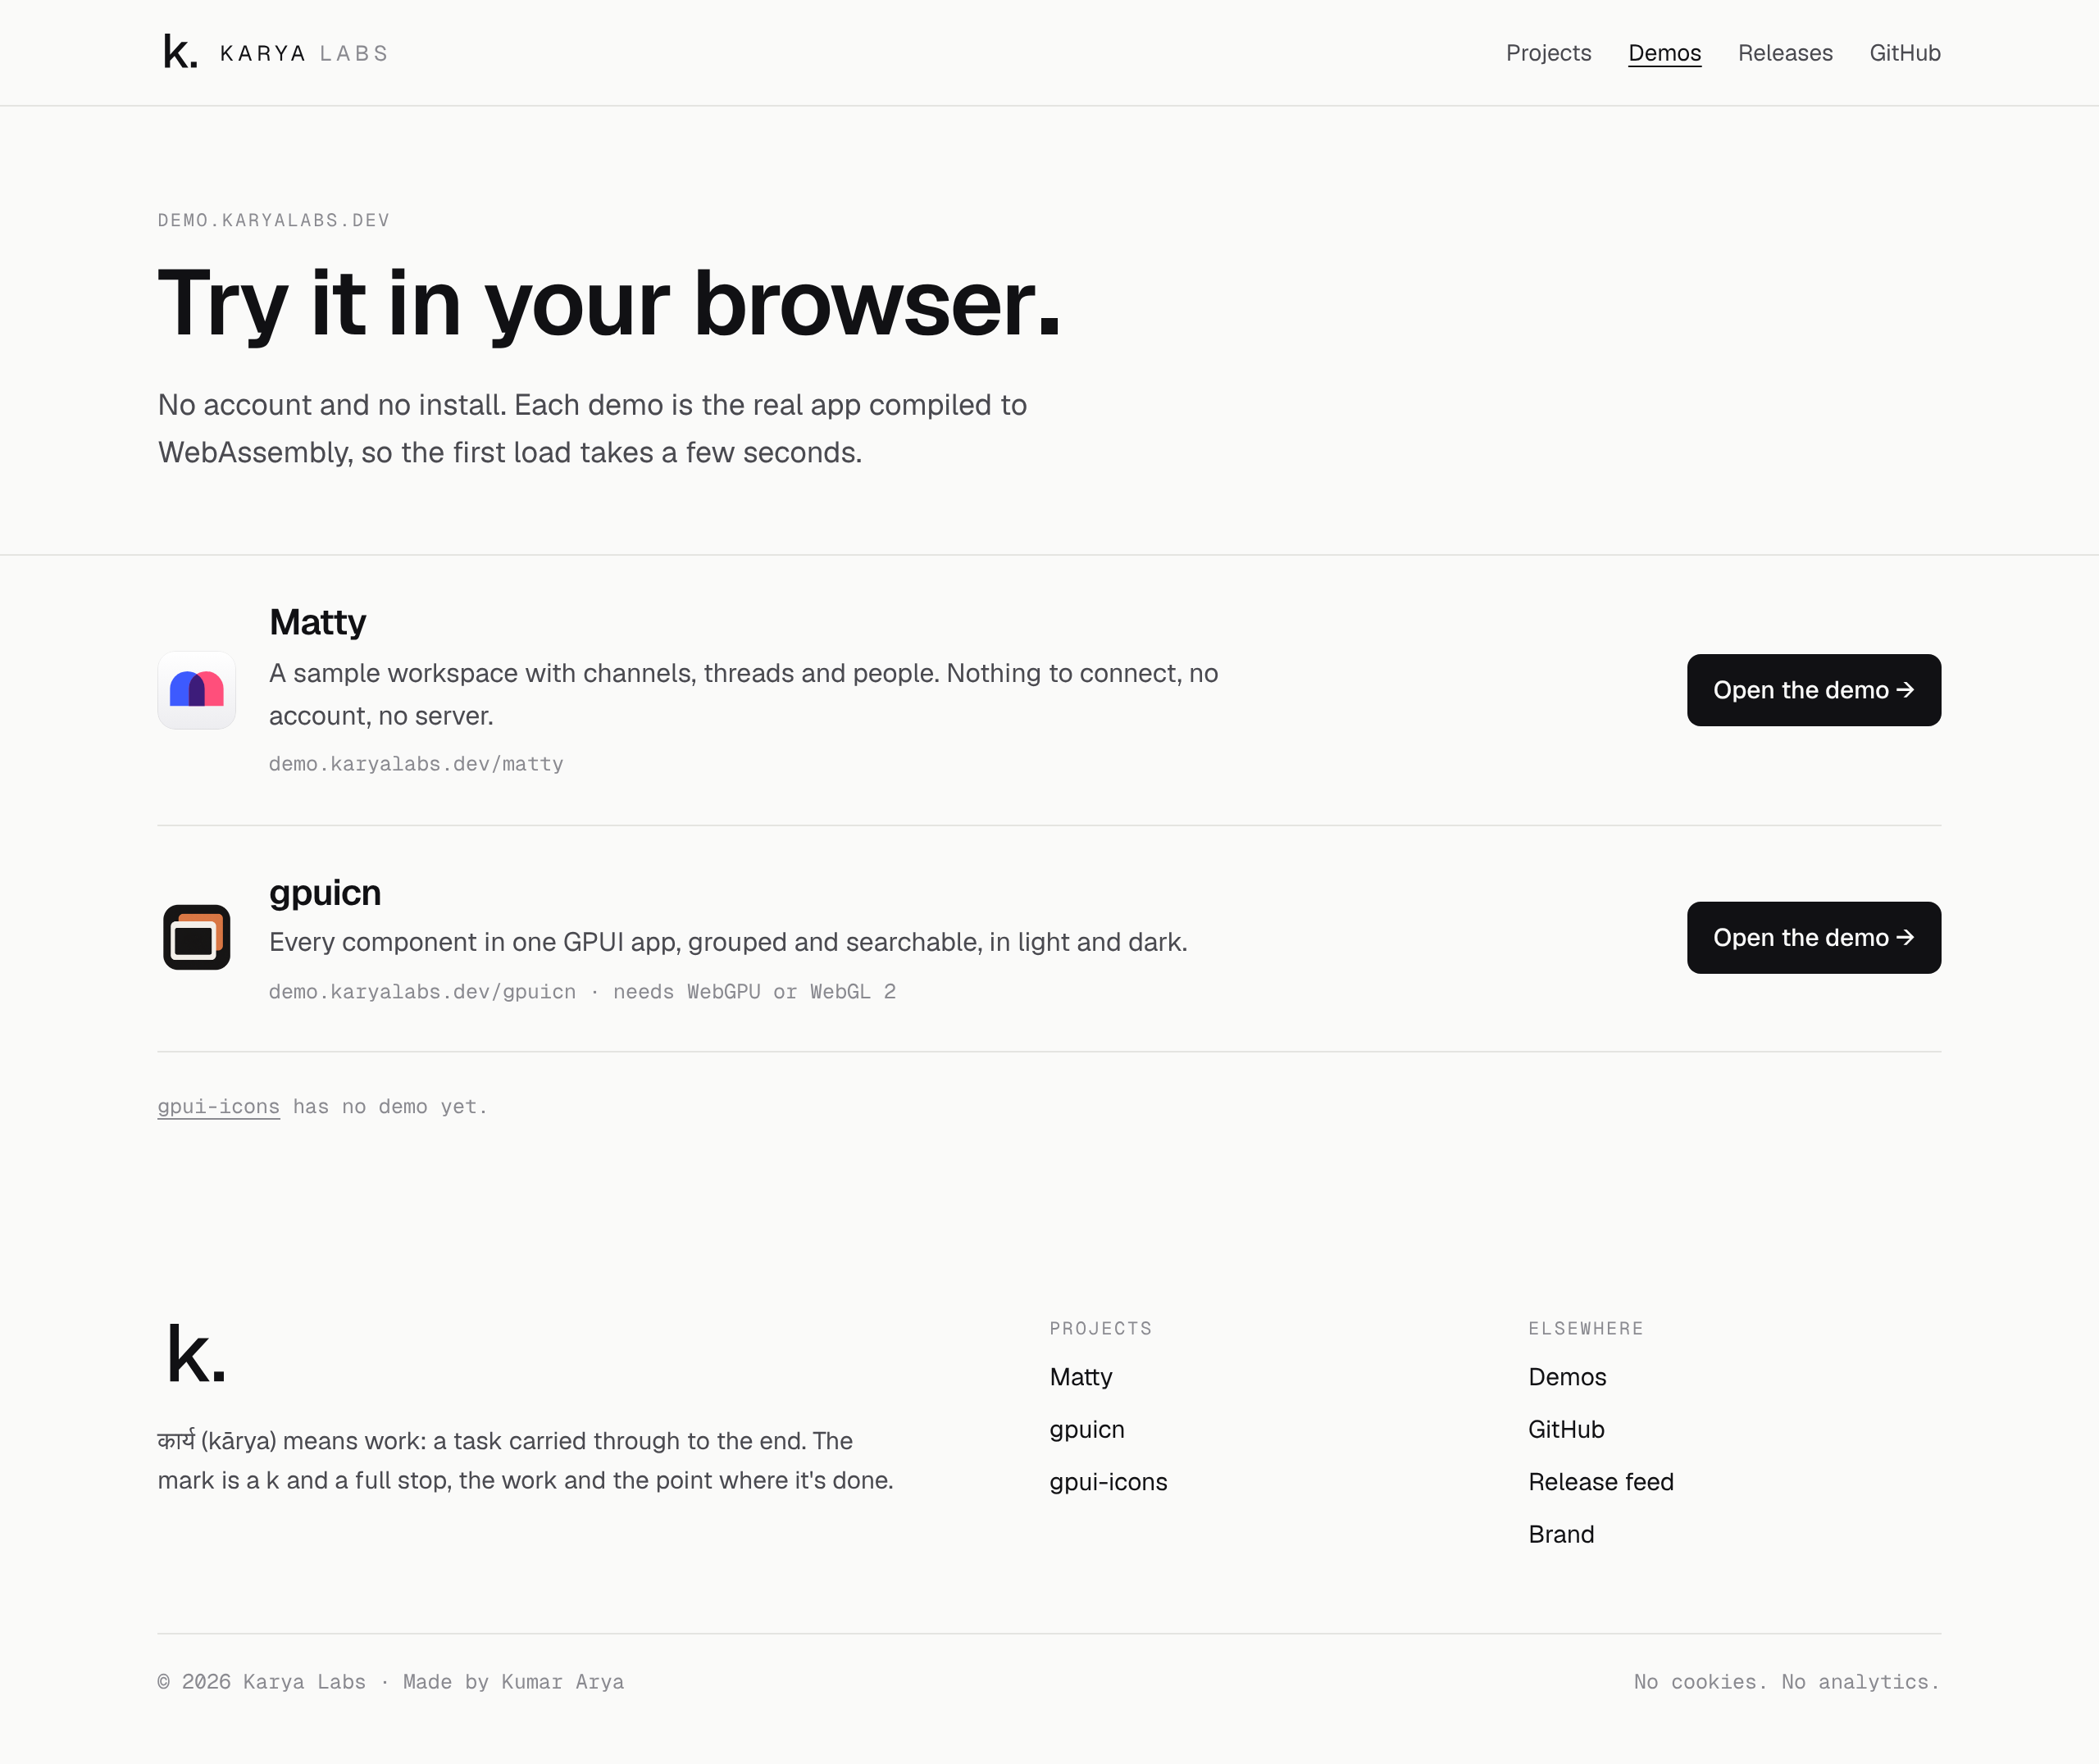 k. KARYA LABS
Projects Demos Releases GitHub
DEMO.KARYALABS.DEV
Try it in your browser.
No account and no install. Each demo is the real app compiled to
WebAssembly, so the first load takes a few seconds.
Matty
A sample workspace with channels, threads and people. Nothing to connect, no
account, no server.
demo.karyalabs.dev/matty
Open the demo →
gpuicn
Every component in one GPUI app, grouped and searchable, in light and dark.
demo.karyalabs.dev/gpuicn · needs WebGPU or WebGL 2
Open the demo →
gpui-icons has no demo yet.
k.
कार्य (kārya) means work: a task carried through to the end. The
mark is a k and a full stop, the work and the point where it's done.
PROJECTS
Matty
gpuicn
gpui-icons
ELSEWHERE
Demos
GitHub
Release feed
Brand
© 2026 Karya Labs · Made by Kumar Arya
No cookies. No analytics.